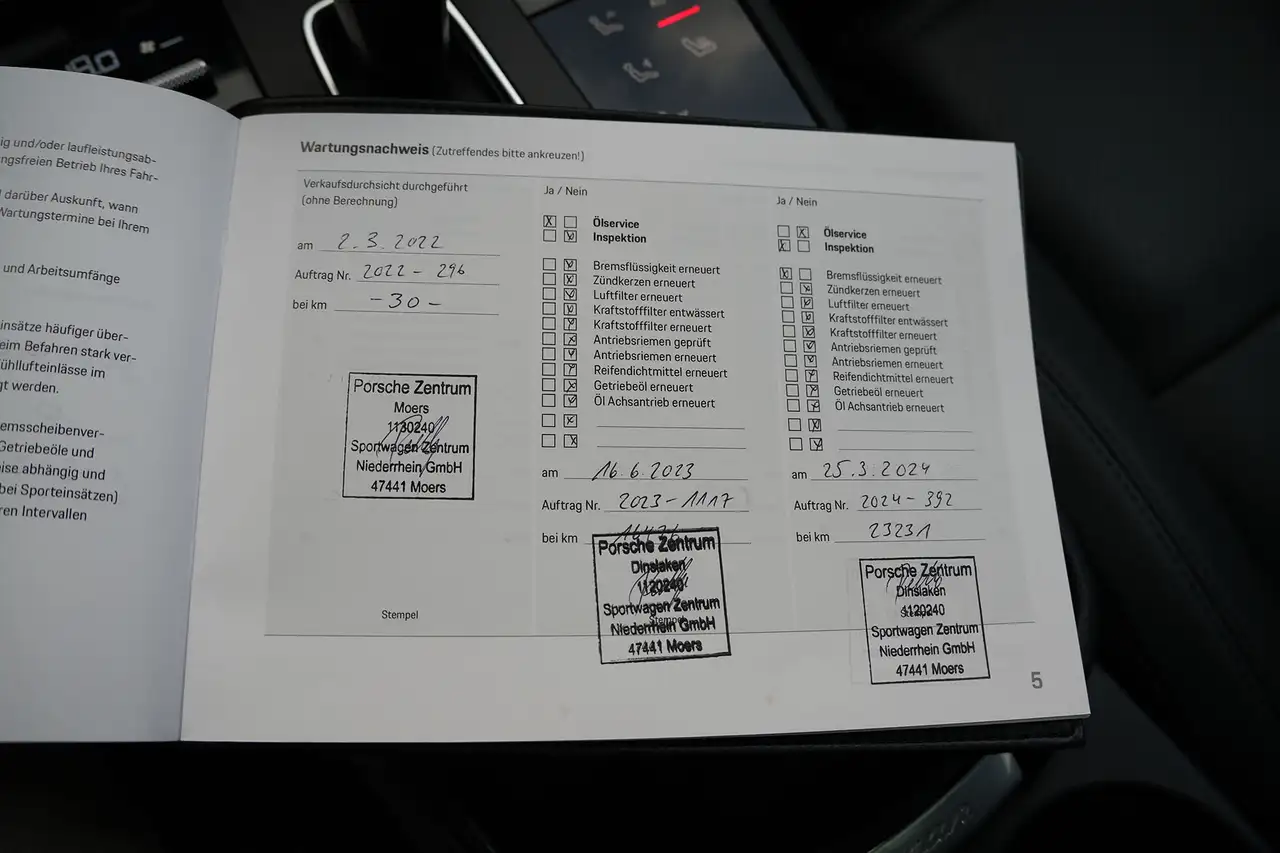 ig und/oder laufleistungsab-
ngsfreien Betrieb Ihres Fahr-
darüber Auskunft, wann
Wartungstermine bei Ihrem
und Arbeitsumfänge
insätze häufiger über-
eim Befahren stark ver-
ühllufteinlässe im
gt werden.
emsscheibenver-
Getriebeöle und
ise abhängig und
bei Sporteinsätzen)
ren Intervallen
Wartungsnachweis (Zutreffendes bitte ankreuzen!)
Verkaufsdurchsicht durchgeführt
(ohne Berechnung)
am 2.3.2022
Auftrag Nr. 2022-296
bei km -30-
Porsche Zentrum
Moers
1130240
Sportwagen Zentrum
Niederrhein GmbH
47441 Moers
Stempel
Ja / Nein
Ölservice
Inspektion
Bremsflüssigkeit erneuert
Zündkerzen erneuert
Luftfilter erneuert
Kraftstofffilter entwässert
Kraftstofffilter erneuert
Antriebsriemen geprüft
Antriebsriemen erneuert
Reifendichtmittel erneuert
Getriebeöl erneuert
Öl Achsantrieb erneuert
am 16.6.2023
Auftrag Nr. 2023-1117
bei km
Porsche Zentrum
Dinslaken
1120240
Sportwagen Zentrum
Stempel
Niederrhein GmbH
47441 Moers
Ja / Nein
Ölservice
Inspektion
Bremsflüssigkeit erneuert
Zündkerzen erneuert
Luftfilter erneuert
Kraftstofffilter entwässert
Kraftstofffilter erneuert
Antriebsriemen geprüft
Antriebsriemen erneuert
Reifendichtmittel erneuert
Getriebeöl erneuert
Öl Achsantrieb erneuert
am 25.3.2024
Auftrag Nr. 2024-392
bei km 23231
Porsche Zentrum
Dinslaken
1120240
Sportwagen Zentrum
Niederrhein GmbH
47441 Moers
5